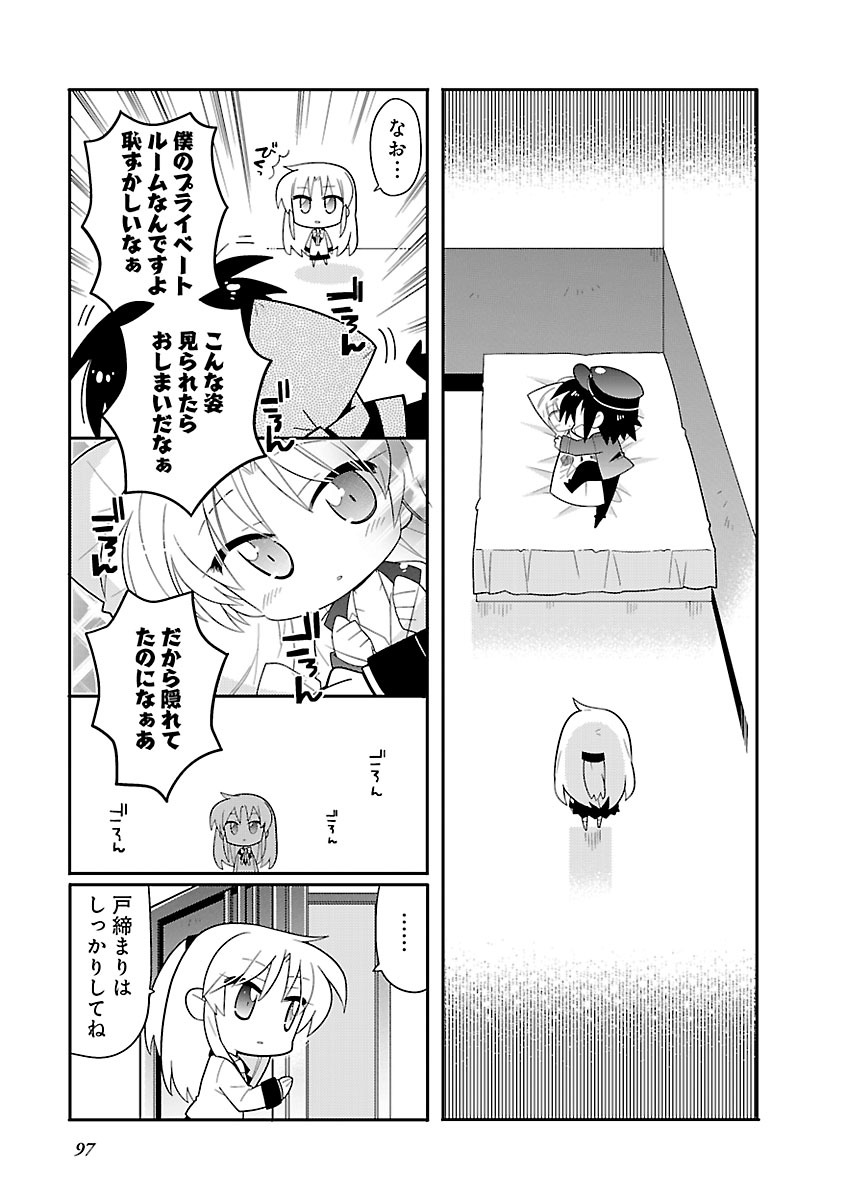 なお…
びくっ
僕のプライベート
ルームなんですよ
恥ずかしいなぁ
ごろん
こんな姿
見られたら
おしまいだなぁ
ごろん
ごろん
ごろん
だから隠れて
たのになぁあ
ごろん
ごろん
ごろん
……
戸締まりは
しっかりしてね
97